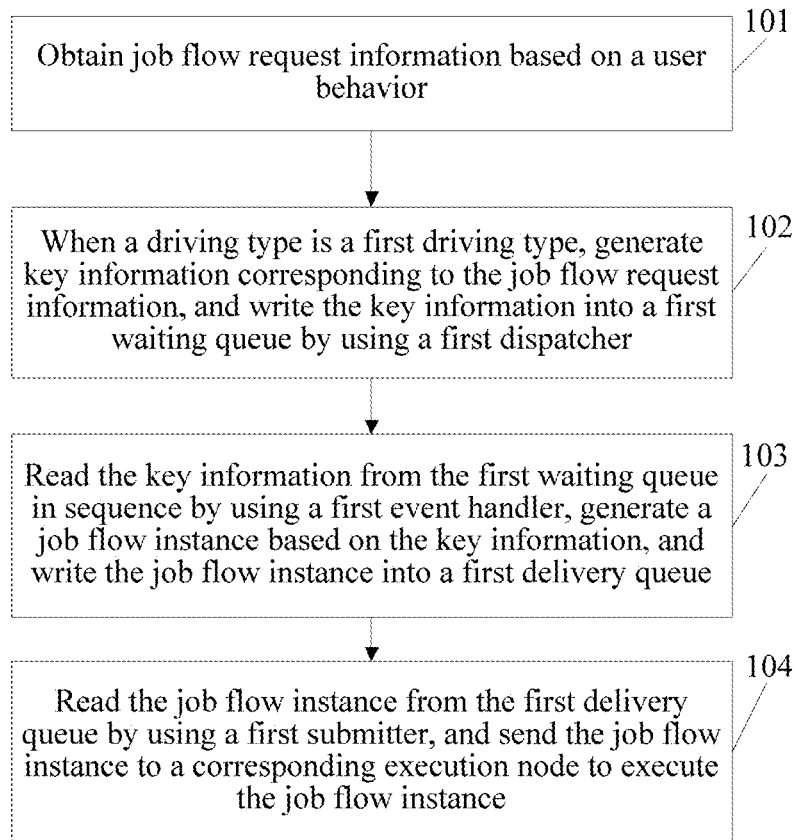 101
Obtain job flow request information based on a user
behavior
102
When a driving type is a first driving type, generate
key information corresponding to the job flow request
information, and write the key information into a first
waiting queue by using a first dispatcher
103
Read the key information from the first waiting queue
in sequence by using a first event handler, generate a
job flow instance based on the key information, and
write the job flow instance into a first delivery queue
104
Read the job flow instance from the first delivery
queue by using a first submitter, and send the job flow
instance to a corresponding execution node to execute
the job flow instance